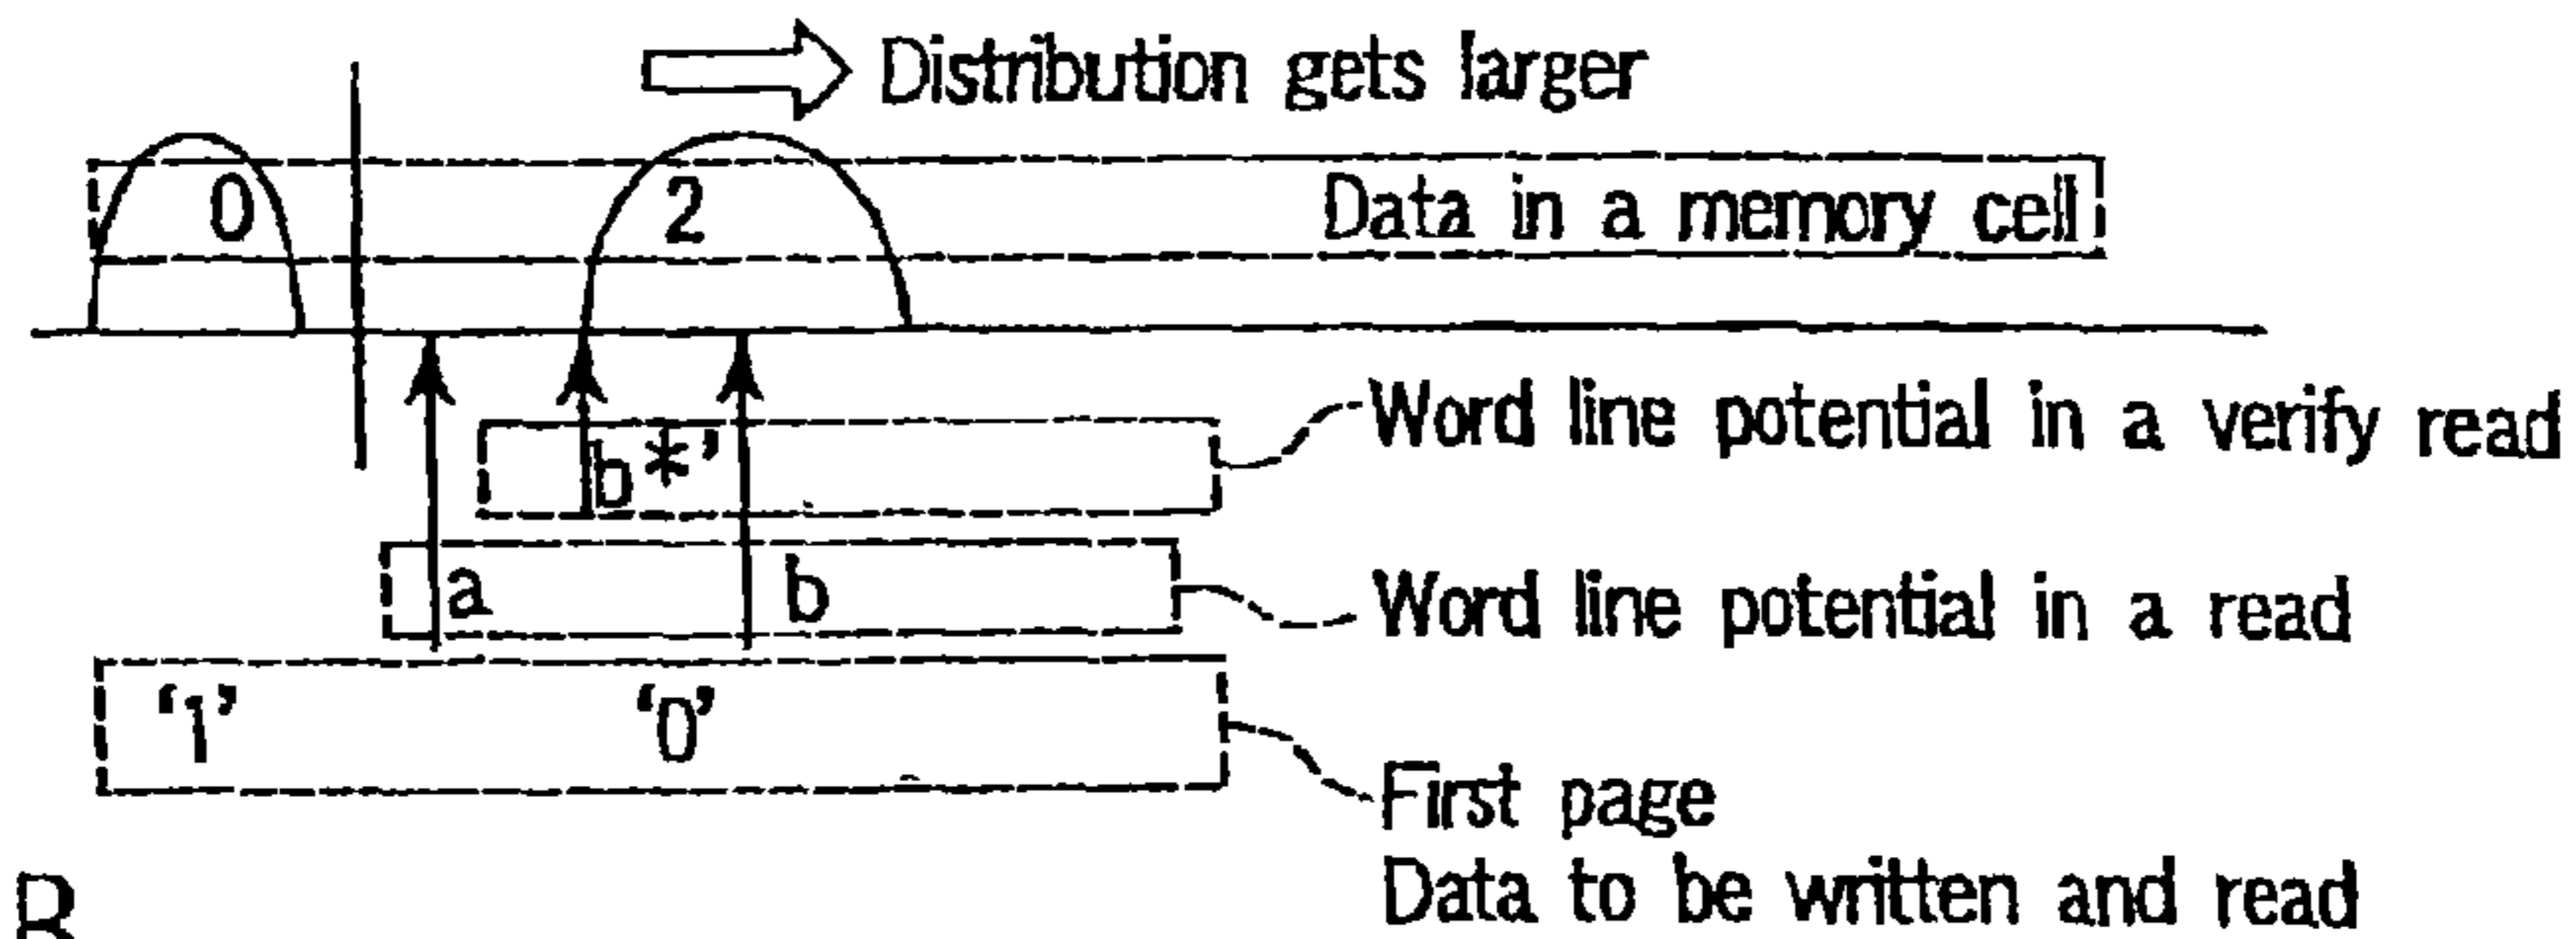 Distribution gets larger
0 2 Data in a memory cell
b*' Word line potential in a verify read
a b Word line potential in a read
‘1’ ‘0’
First page
Data to be written and read